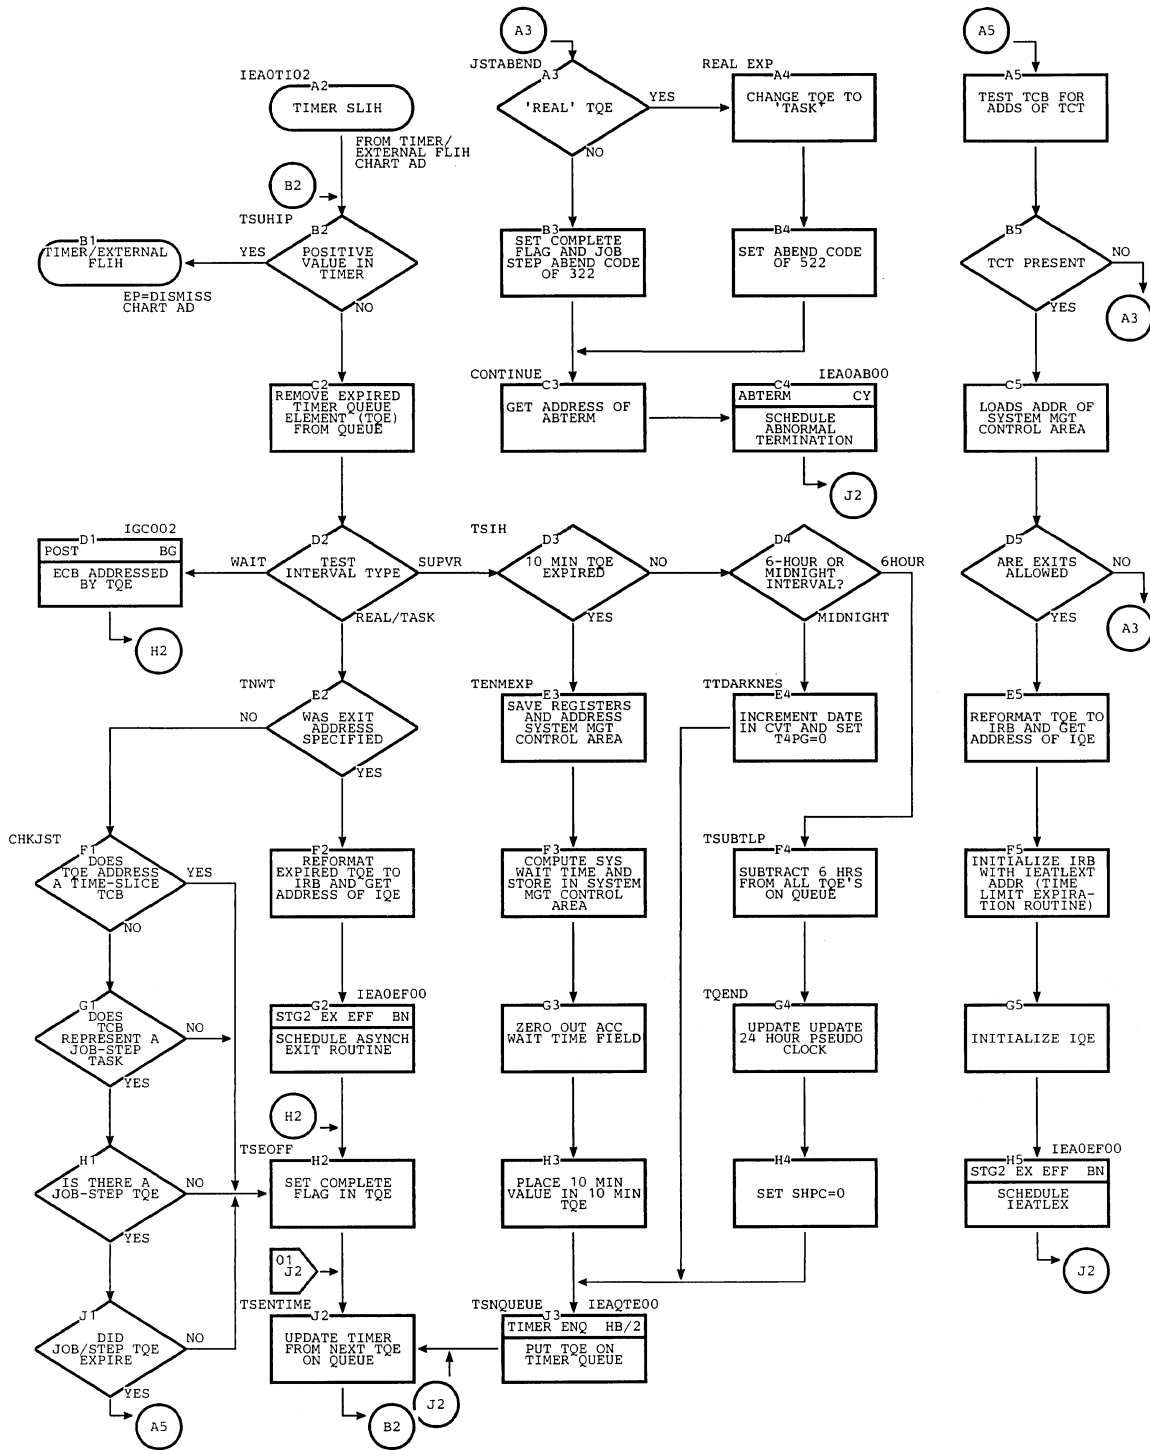 IEA0TI02
A2
TIMER SLIH
FROM TIMER/
EXTERNAL FLIH
CHART AD
B2
TSUHIP
B1
TIMER/EXTERNAL
FLIH
YES
B2
POSITIVE
VALUE IN
TIMER
EP=DISMISS
CHART AD
NO
C2
REMOVE EXPIRED
TIMER QUEUE
ELEMENT (TQE)
FROM QUEUE
IGC002
D1
POST BG
ECB ADDRESSED
BY TQE
H2
WAIT
D2
TEST
INTERVAL TYPE
SUPVR
REAL/TASK
TNWT
E2
WAS EXIT
ADDRESS
SPECIFIED
NO
YES
CHKJST
F1
DOES
TQE ADDRESS
A TIME-SLICE
TCB
YES
NO
F2
REFORMAT
EXPIRED TQE TO
IRB AND GET
ADDRESS OF IQE
G1
DOES
TCB
REPRESENT A
JOB-STEP
TASK
NO
YES
IEA0EF00
G2
STG2 EX EFF BN
SCHEDULE ASYNCH
EXIT ROUTINE
H2
H1
IS THERE A
JOB-STEP TQE
NO
YES
TSEOFF
H2
SET COMPLETE
FLAG IN TQE
01
J2
J1
DID
JOB/STEP TQE
EXPIRE
NO
YES
A5
TSENTIME
J2
UPDATE TIMER
FROM NEXT TQE
ON QUEUE
B2
J2
A3
JSTABEND
A3
'REAL' TQE
YES
NO
REAL EXP
A4
CHANGE TQE TO
'TASK'
B3
SET COMPLETE
FLAG AND JOB
STEP ABEND CODE
OF 322
B4
SET ABEND CODE
OF 522
CONTINUE
C3
GET ADDRESS OF
ABTERM
IEA0AB00
C4
ABTERM CY
SCHEDULE
ABNORMAL
TERMINATION
J2
TSIH
D3
10 MIN TQE
EXPIRED
NO
YES
D4
6-HOUR OR
MIDNIGHT
INTERVAL?
6HOUR
MIDNIGHT
TENMEXP
E3
SAVE REGISTERS
AND ADDRESS
SYSTEM MGT
CONTROL AREA
TTDARKNES
E4
INCREMENT DATE
IN CVT AND SET
T4PG=0
F3
COMPUTE SYS
WAIT TIME AND
STORE IN SYSTEM
MGT CONTROL
AREA
TSUBTLP
F4
SUBTRACT 6 HRS
FROM ALL TQE'S
ON QUEUE
G3
ZERO OUT ACC
WAIT TIME FIELD
TQEND
G4
UPDATE UPDATE
24 HOUR PSEUDO
CLOCK
H3
PLACE 10 MIN
VALUE IN 10 MIN
TQE
H4
SET SHPC=0
TSNQUEUE
IEAQTE00
J3
TIMER ENQ HB/2
PUT TQE ON
TIMER QUEUE
A5
A5
TEST TCB FOR
ADDS OF TCT
B5
TCT PRESENT
NO
A3
YES
C5
LOADS ADDR OF
SYSTEM MGT
CONTROL AREA
D5
ARE EXITS
ALLOWED
NO
A3
YES
E5
REFORMAT TQE TO
IRB AND GET
ADDRESS OF IQE
F5
INITIALIZE IRB
WITH IEATLEXT
ADDR (TIME
LIMIT EXPIRA-
TION ROUTINE)
G5
INITIALIZE IQE
IEA0EF00
H5
STG2 EX EFF BN
SCHEDULE
IEATLEX
J2